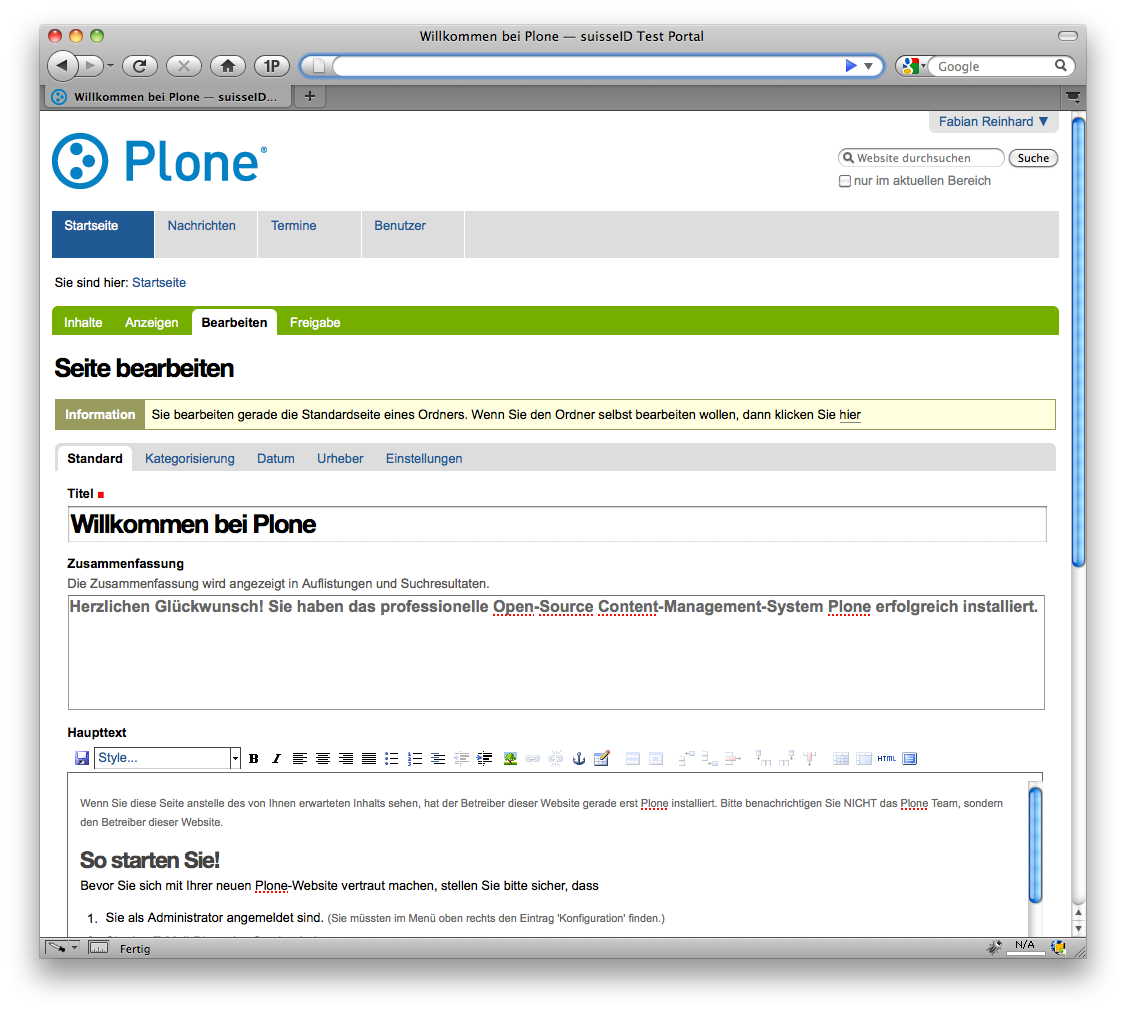 Willkommen bei Plone — suisseID Test Portal
1P
Google
Willkommen bei Plone — suisseID...
Fabian Reinhard ▼
Plone®
Website durchsuchen
Suche
nur im aktuellen Bereich
Startseite
Nachrichten
Termine
Benutzer
Sie sind hier: Startseite
Inhalte
Anzeigen
Bearbeiten
Freigabe
Seite bearbeiten
Information
Sie bearbeiten gerade die Standardseite eines Ordners. Wenn Sie den Ordner selbst bearbeiten wollen, dann klicken Sie hier
Standard
Kategorisierung
Datum
Urheber
Einstellungen
Titel
Willkommen bei Plone
Zusammenfassung
Die Zusammenfassung wird angezeigt in Auflistungen und Suchresultaten.
Herzlichen Glückwunsch! Sie haben das professionelle Open-Source Content-Management-System Plone erfolgreich installiert.
Haupttext
Style...
B
I
HTML
Wenn Sie diese Seite anstelle des von Ihnen erwarteten Inhalts sehen, hat der Betreiber dieser Website gerade erst Plone installiert. Bitte benachrichtigen Sie NICHT das Plone Team, sondern
den Betreiber dieser Website.
So starten Sie!
Bevor Sie sich mit Ihrer neuen Plone-Website vertraut machen, stellen Sie bitte sicher, dass
1. Sie als Administrator angemeldet sind. (Sie müssten im Menü oben rechts den Eintrag 'Konfiguration' finden.)
Fertig
N/A